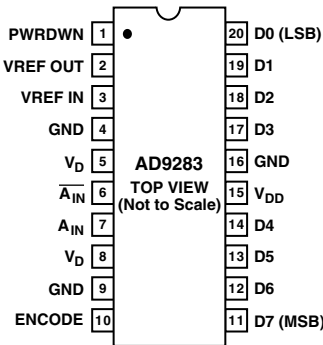 PWRDWN 1
VREF OUT 2
VREF IN 3
GND 4
VD 5
A̅I̅N̅ 6
AIN 7
VD 8
GND 9
ENCODE 10
AD9283
TOP VIEW
(Not to Scale)
20 D0 (LSB)
19 D1
18 D2
17 D3
16 GND
15 VDD
14 D4
13 D5
12 D6
11 D7 (MSB)